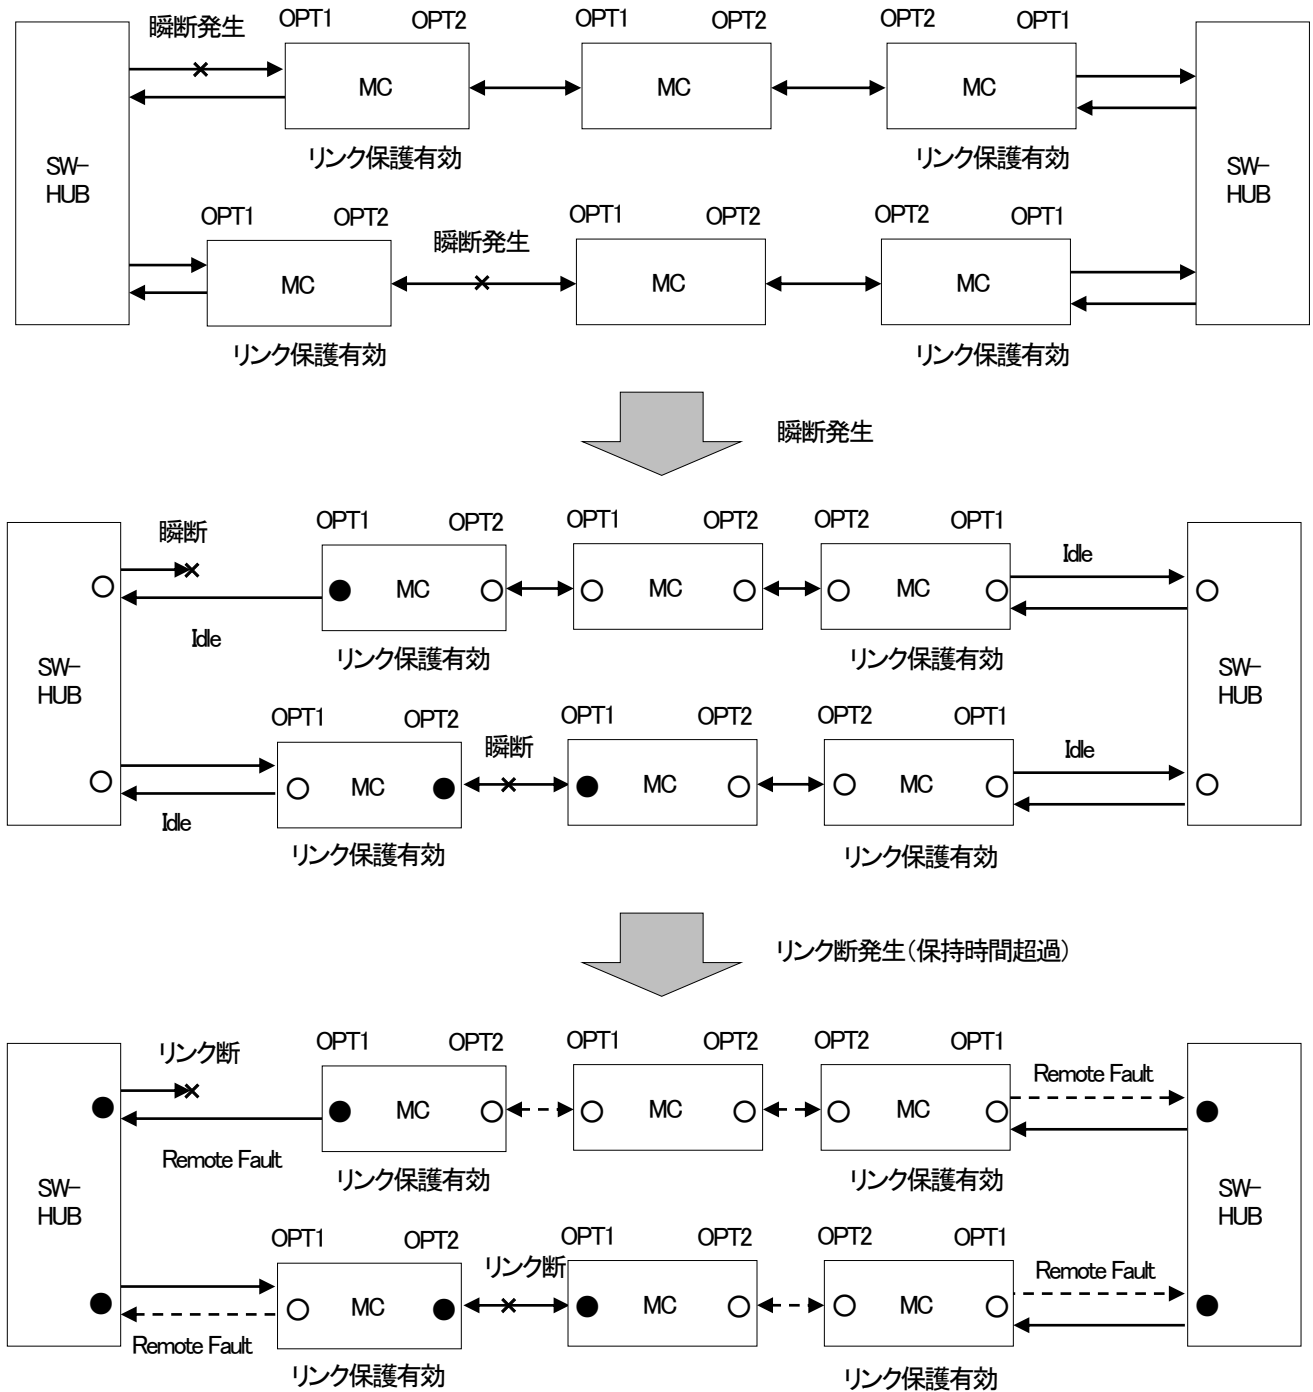 瞬断発生
OPT1
OPT2
OPT1
OPT2
OPT2
OPT1
MC
MC
MC
リンク保護有効
リンク保護有効
SW-
HUB
SW-
HUB
OPT1
OPT2
瞬断発生
OPT1
OPT2
OPT2
OPT1
MC
MC
MC
リンク保護有効
リンク保護有効
瞬断発生
瞬断
OPT1
OPT2
OPT1
OPT2
OPT2
OPT1
Idle
MC
MC
MC
Idle
リンク保護有効
リンク保護有効
SW-
HUB
SW-
HUB
OPT1
OPT2
瞬断
OPT1
OPT2
OPT2
OPT1
Idle
MC
MC
MC
Idle
リンク保護有効
リンク保護有効
リンク断発生(保持時間超過)
リンク断
OPT1
OPT2
OPT1
OPT2
OPT2
OPT1
Remote Fault
MC
MC
MC
Remote Fault
リンク保護有効
リンク保護有効
SW-
HUB
SW-
HUB
OPT1
OPT2
リンク断
OPT1
OPT2
OPT2
OPT1
Remote Fault
MC
MC
MC
Remote Fault
リンク保護有効
リンク保護有効